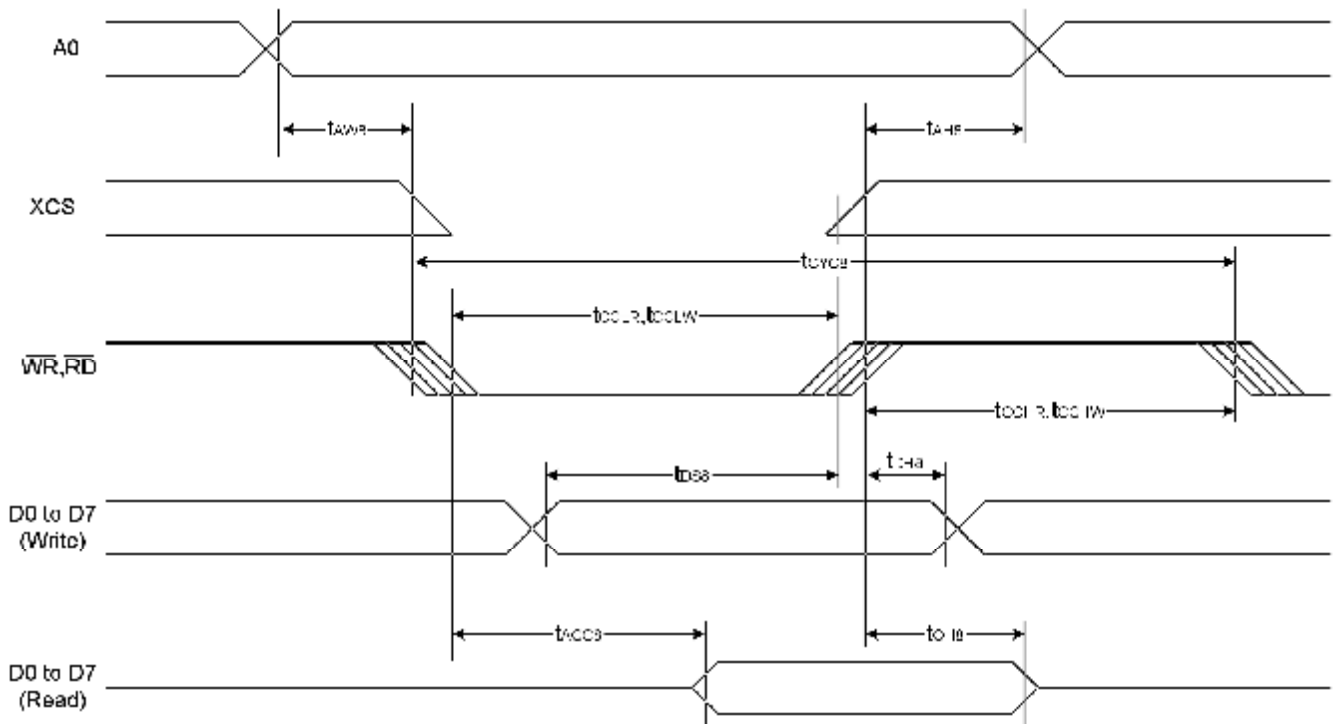 A0
tAW8
tAH8
XCS
tCYC8
tCCLR,tCCLW
WR,RD
tCCHR,tCCHW
tDS8
tDH8
D0 to D7
(Write)
tACC8
tOH8
D0 to D7
(Read)